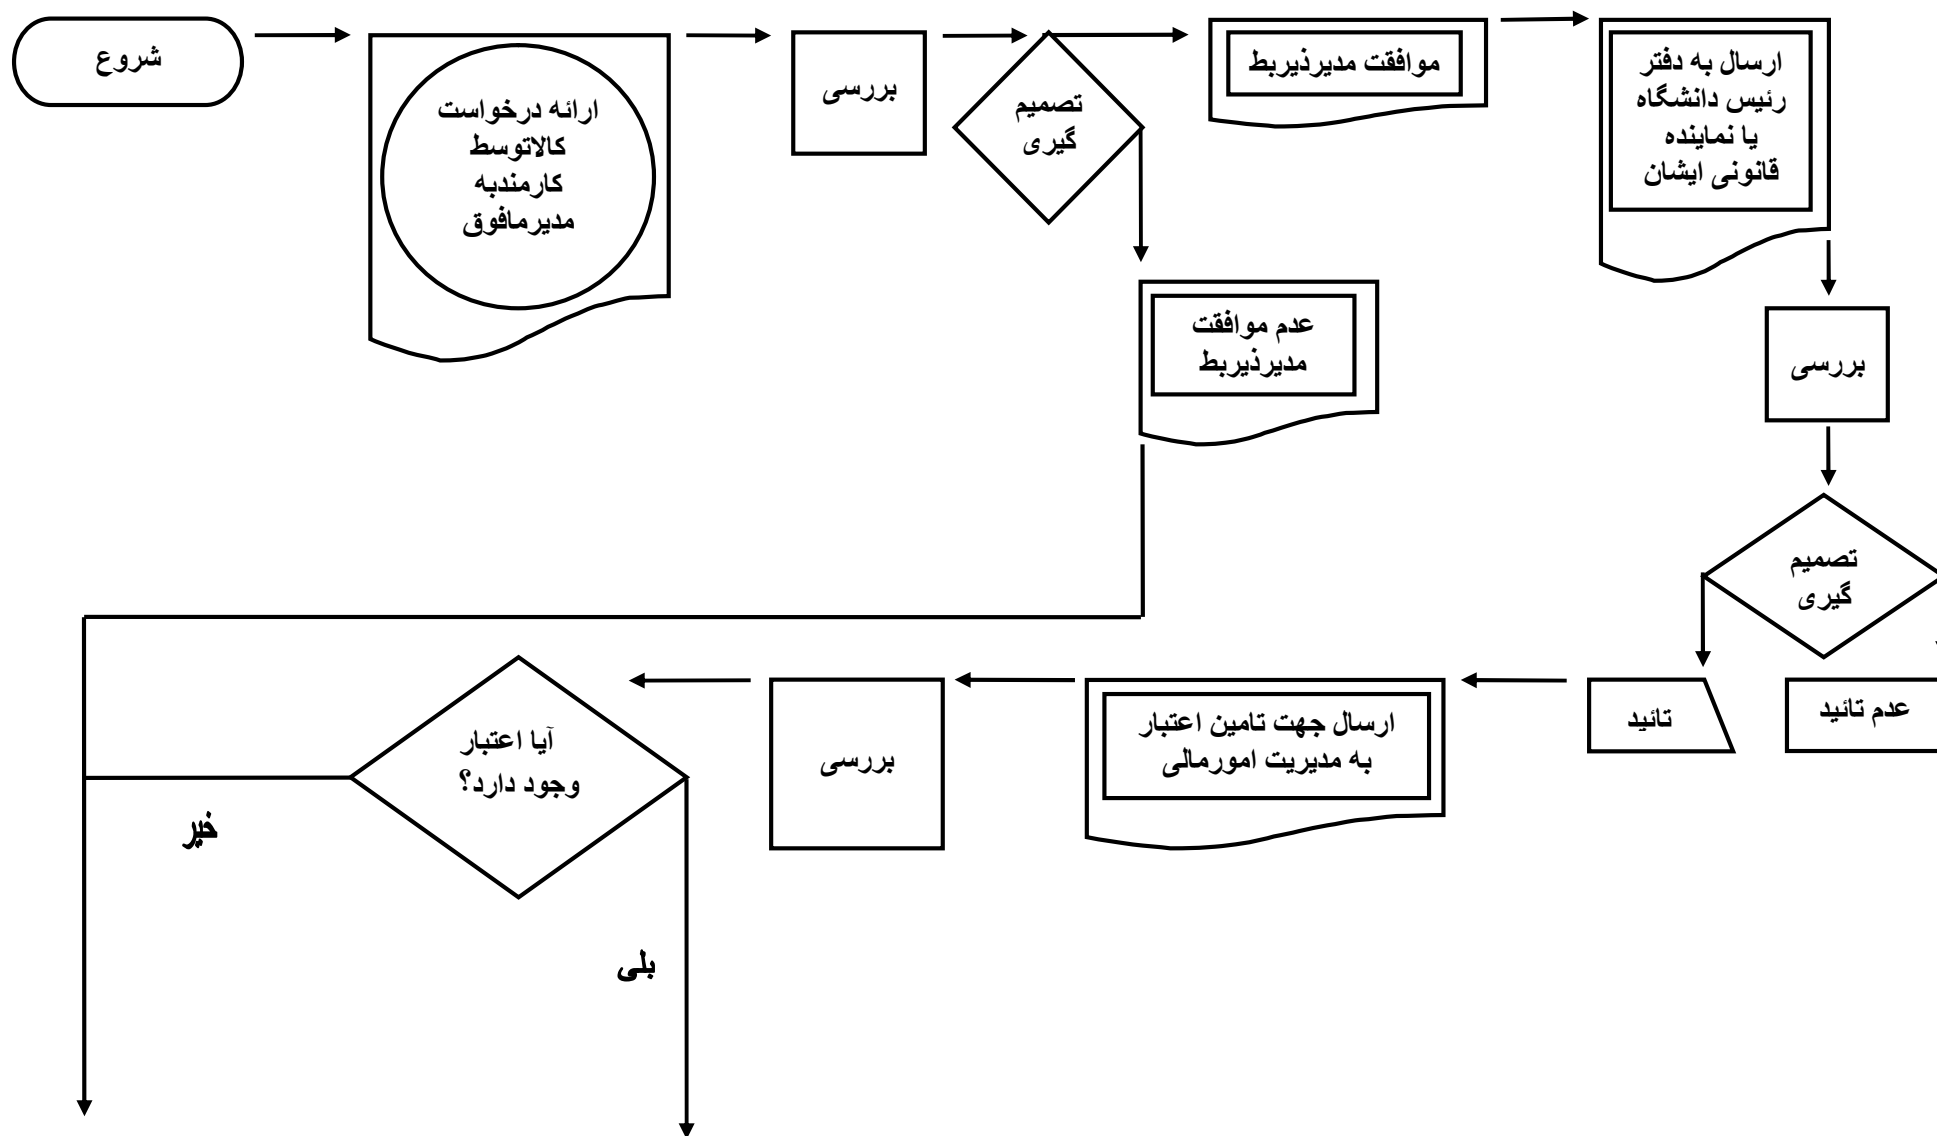 شروع
ارائه درخواست
کالاتوسط
کارمندبه
مدیرمافوق
بررسی
تصمیم
گیری
موافقت مدیرذیربط
ارسال به دفتر
رئیس دانشگاه
یا نماینده
قانونی ایشان
عدم موافقت
مدیرذیربط
بررسی
تصمیم
گیری
عدم تائید
تائید
ارسال جهت تامین اعتبار
به مدیریت امورمالی
بررسی
آیا اعتبار
وجود دارد؟
خیر
بلی